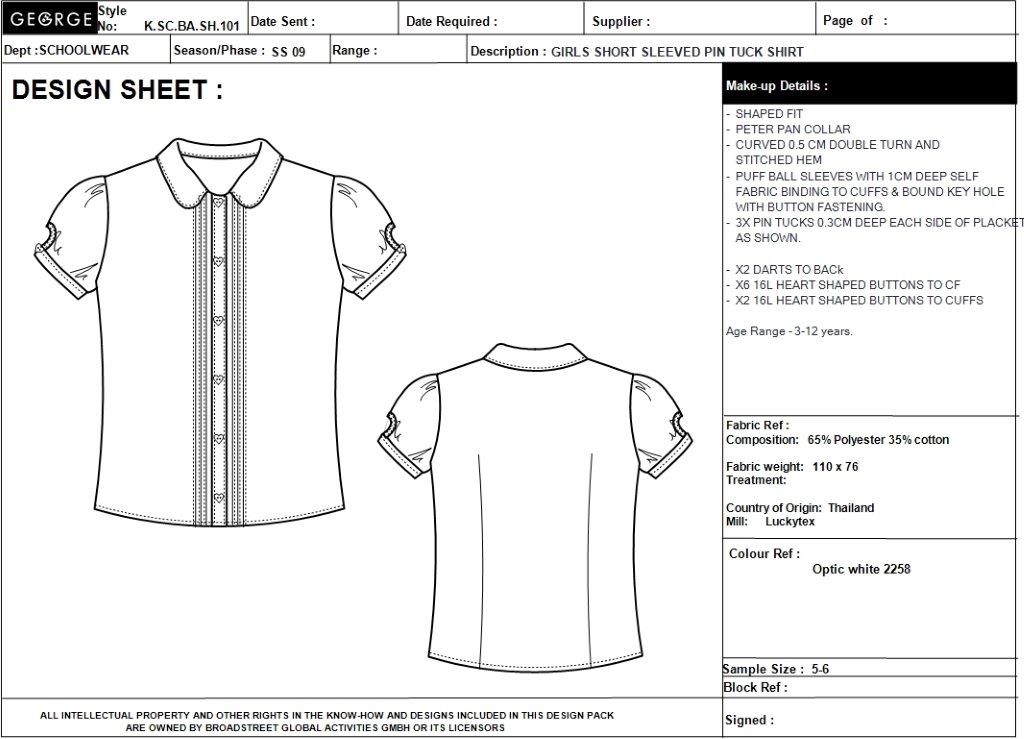 GEORGE
Style
No: K.SC.BA.SH.101
Date Sent :
Date Required :
Supplier :
Page of :
Dept :SCHOOLWEAR
Season/Phase : SS 09
Range :
Description : GIRLS SHORT SLEEVED PIN TUCK SHIRT
DESIGN SHEET :
Make-up Details :
- SHAPED FIT
- PETER PAN COLLAR
- CURVED 0.5 CM DOUBLE TURN AND
STITCHED HEM
- PUFF BALL SLEEVES WITH 1CM DEEP SELF
FABRIC BINDING TO CUFFS & BOUND KEY HOLE
WITH BUTTON FASTENING.
- 3X PIN TUCKS 0.3CM DEEP EACH SIDE OF PLACKET
AS SHOWN.
- X2 DARTS TO BACk
- X6 16L HEART SHAPED BUTTONS TO CF
- X2 16L HEART SHAPED BUTTONS TO CUFFS
Age Range - 3-12 years.
Fabric Ref :
Composition: 65% Polyester 35% cotton
Fabric weight: 110 x 76
Treatment:
Country of Origin: Thailand
Mill: Luckytex
Colour Ref :
Optic white 2258
Sample Size : 5-6
Block Ref :
Signed :
ALL INTELLECTUAL PROPERTY AND OTHER RIGHTS IN THE KNOW-HOW AND DESIGNS INCLUDED IN THIS DESIGN PACK
ARE OWNED BY BROADSTREET GLOBAL ACTIVITIES GMBH OR ITS LICENSORS